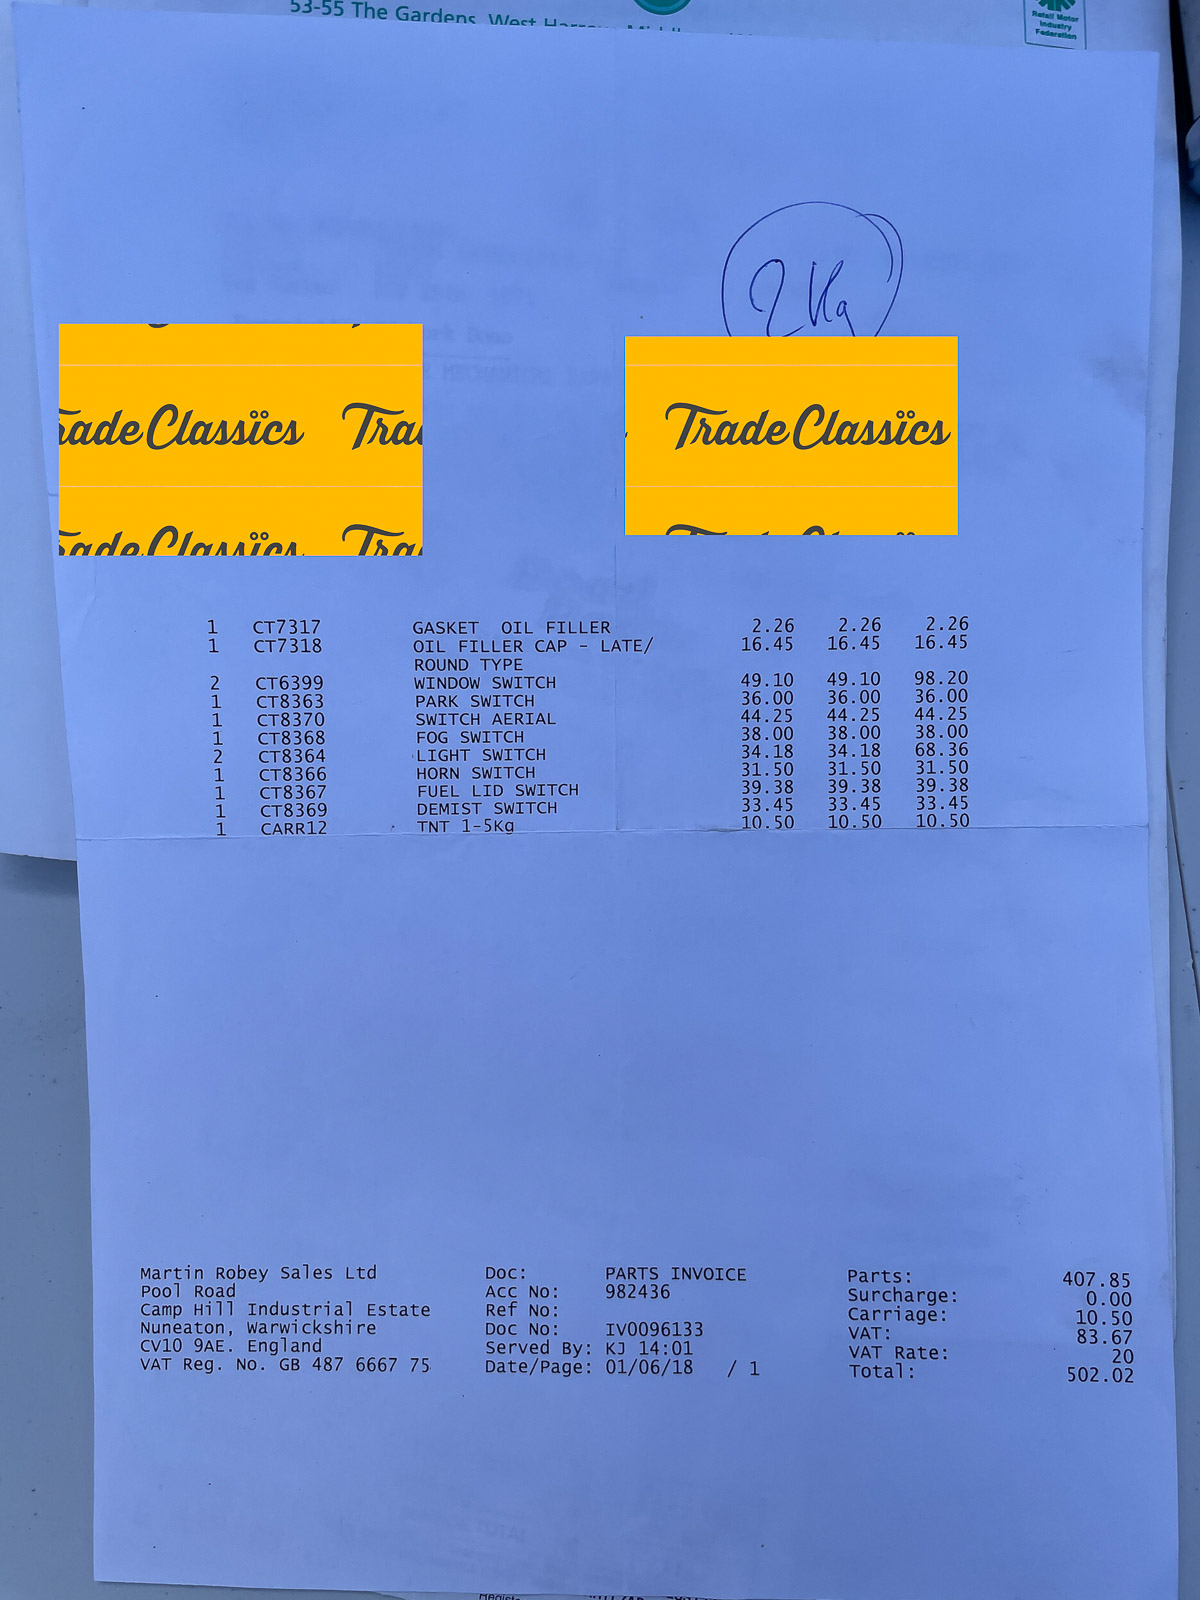 53-55 The Gardens, West
Retail Motor
Industry
Federation
2Kg
Trade Classics
1 CT7317 GASKET OIL FILLER 2.26 2.26 2.26
1 CT7318 OIL FILLER CAP - LATE/ 16.45 16.45 16.45
ROUND TYPE
2 CT6399 WINDOW SWITCH 49.10 49.10 98.20
1 CT8363 PARK SWITCH 36.00 36.00 36.00
1 CT8370 SWITCH AERIAL 44.25 44.25 44.25
1 CT8368 FOG SWITCH 38.00 38.00 38.00
2 CT8364 LIGHT SWITCH 34.18 34.18 68.36
1 CT8366 HORN SWITCH 31.50 31.50 31.50
1 CT8367 FUEL LID SWITCH 39.38 39.38 39.38
1 CT8369 DEMIST SWITCH 33.45 33.45 33.45
1 CARR12 TNT 1-5Kg 10.50 10.50 10.50
Martin Robey Sales Ltd
Pool Road
Camp Hill Industrial Estate
Nuneaton, Warwickshire
CV10 9AE. England
VAT Reg. No. GB 487 6667 75
Doc: PARTS INVOICE
Acc No: 982436
Ref No:
Doc No: IV0096133
Served By: KJ 14:01
Date/Page: 01/06/18 / 1
Parts: 407.85
Surcharge: 0.00
Carriage: 10.50
VAT: 83.67
VAT Rate: 20
Total: 502.02